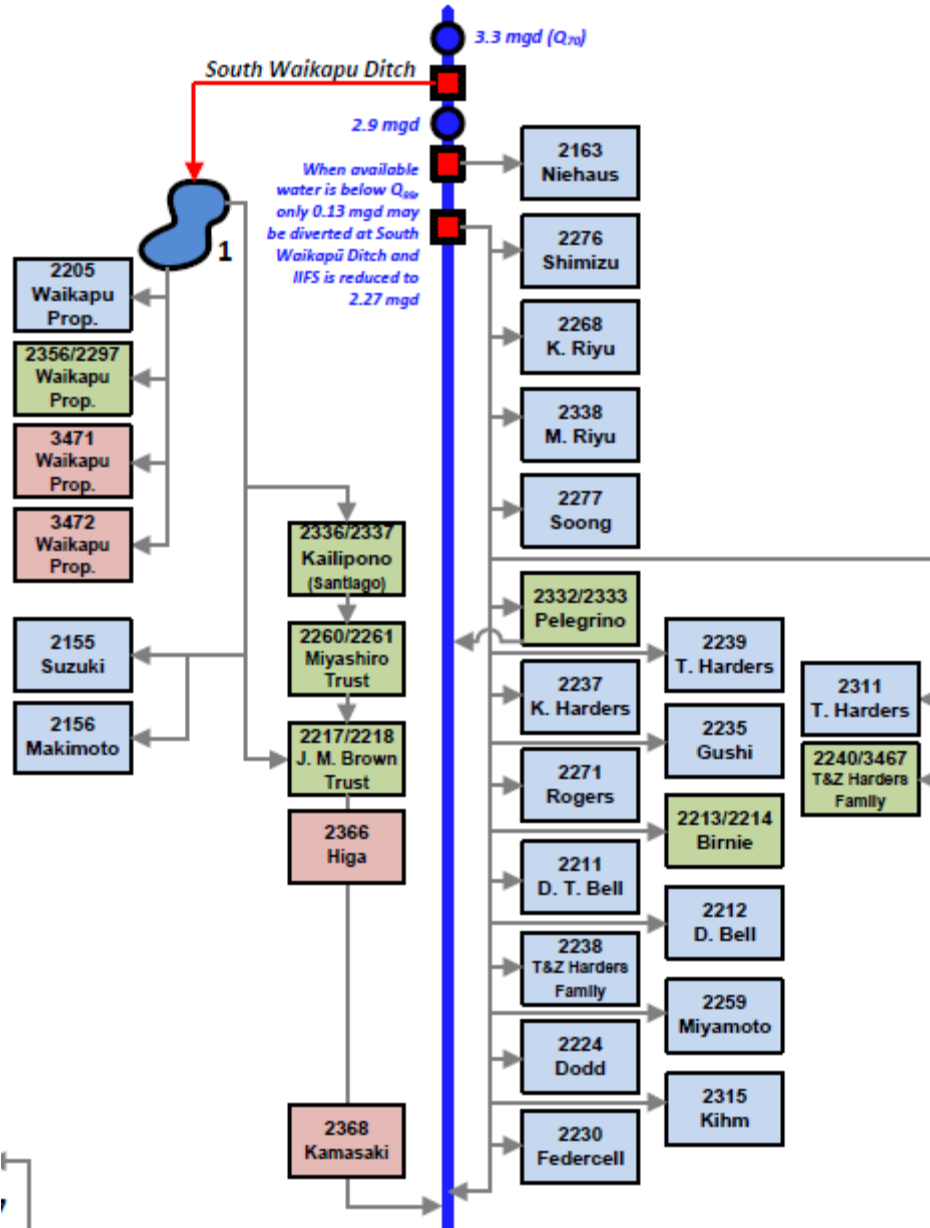 3.3 mgd (Q70)
South Waikapu Ditch
2.9 mgd
When available
water is below Q99,
only 0.13 mgd may
be diverted at South
Waikapū Ditch and
IIFS is reduced to
2.27 mgd
1
2163
Niehaus
2276
Shimizu
2268
K. Riyu
2338
M. Riyu
2277
Soong
2205
Waikapu
Prop.
2356/2297
Waikapu
Prop.
3471
Waikapu
Prop.
3472
Waikapu
Prop.
2155
Suzuki
2156
Makimoto
2336/2337
Kailipono
(Santiago)
2260/2261
Miyashiro
Trust
2217/2218
J. M. Brown
Trust
2366
Higa
2368
Kamasaki
2332/2333
Pelegrino
2239
T. Harders
2237
K. Harders
2235
Gushi
2271
Rogers
2213/2214
Birnie
2211
D. T. Bell
2212
D. Bell
2238
T&Z Harders
Family
2259
Miyamoto
2224
Dodd
2315
Kihm
2230
Federcell
2311
T. Harders
2240/3467
T&Z Harders
Family